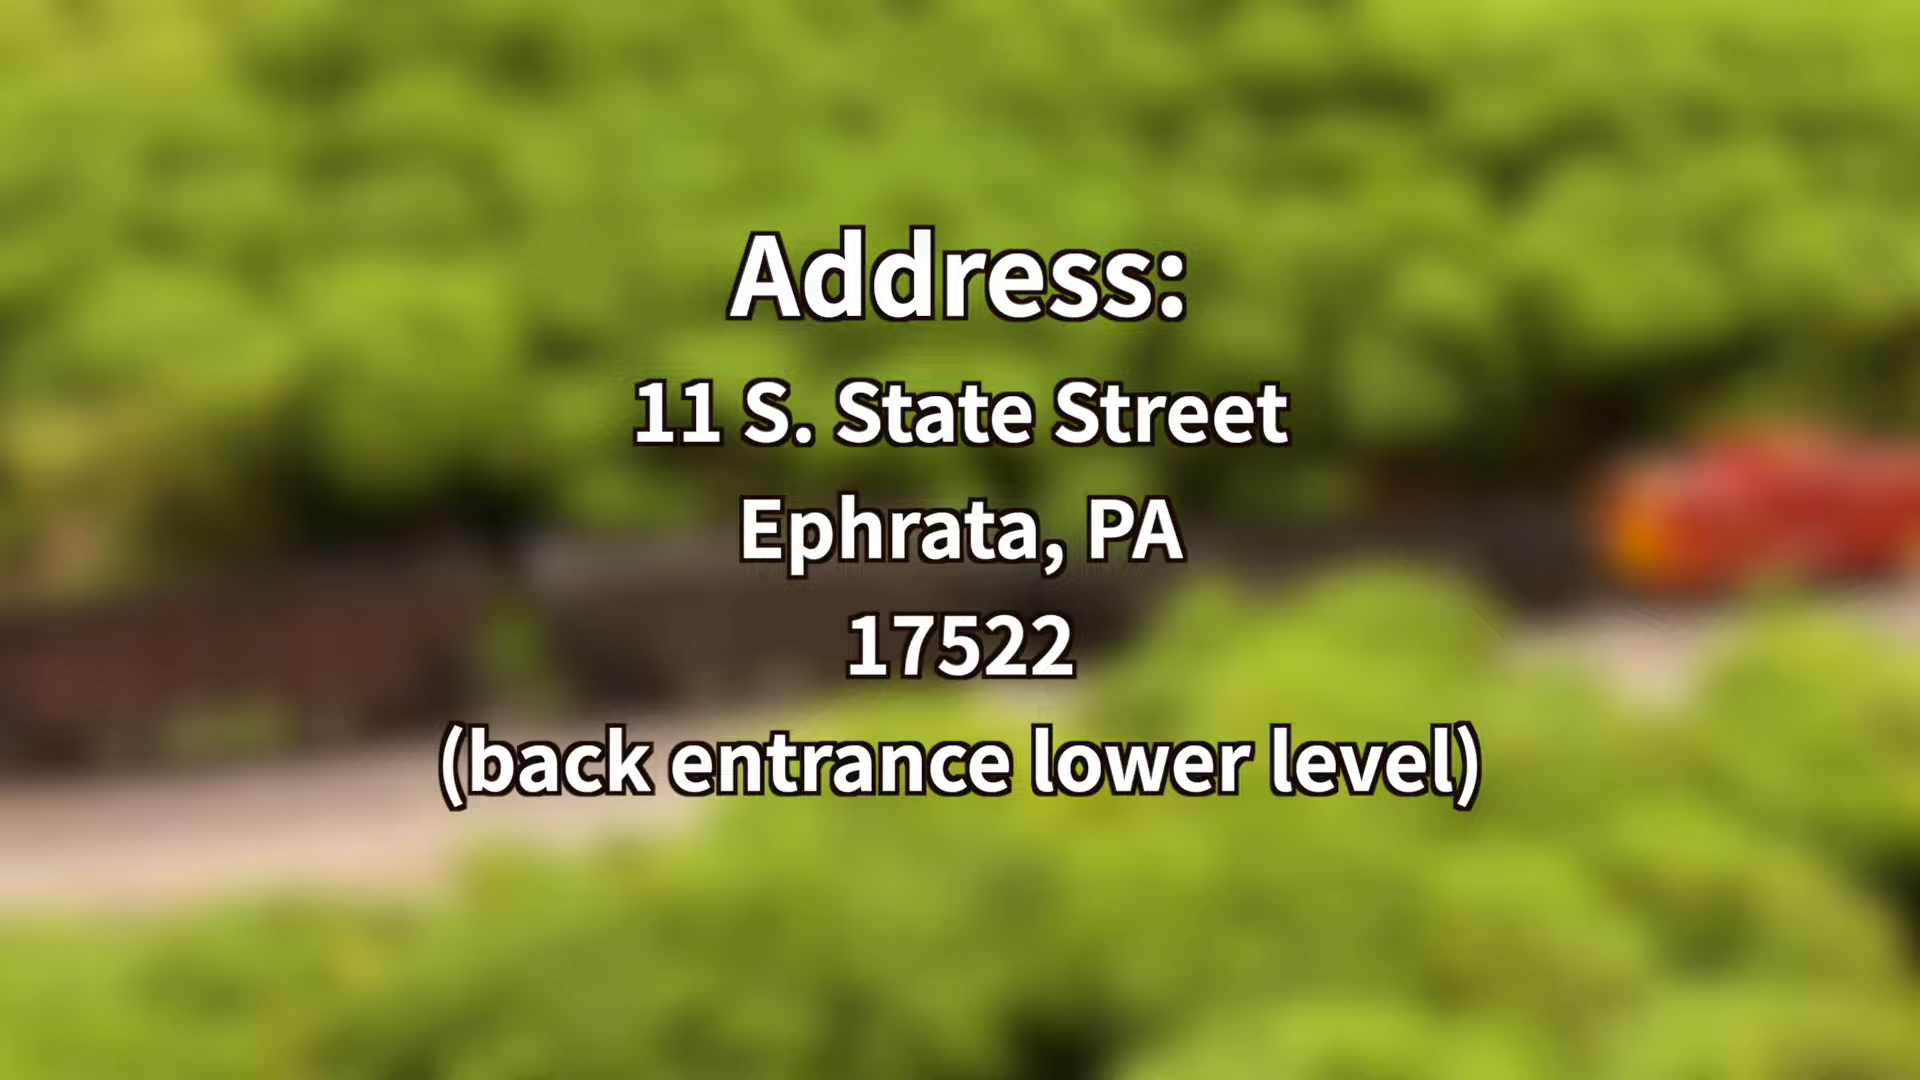 Address:
11 S. State Street
Ephrata, PA
17522
(back entrance lower level)